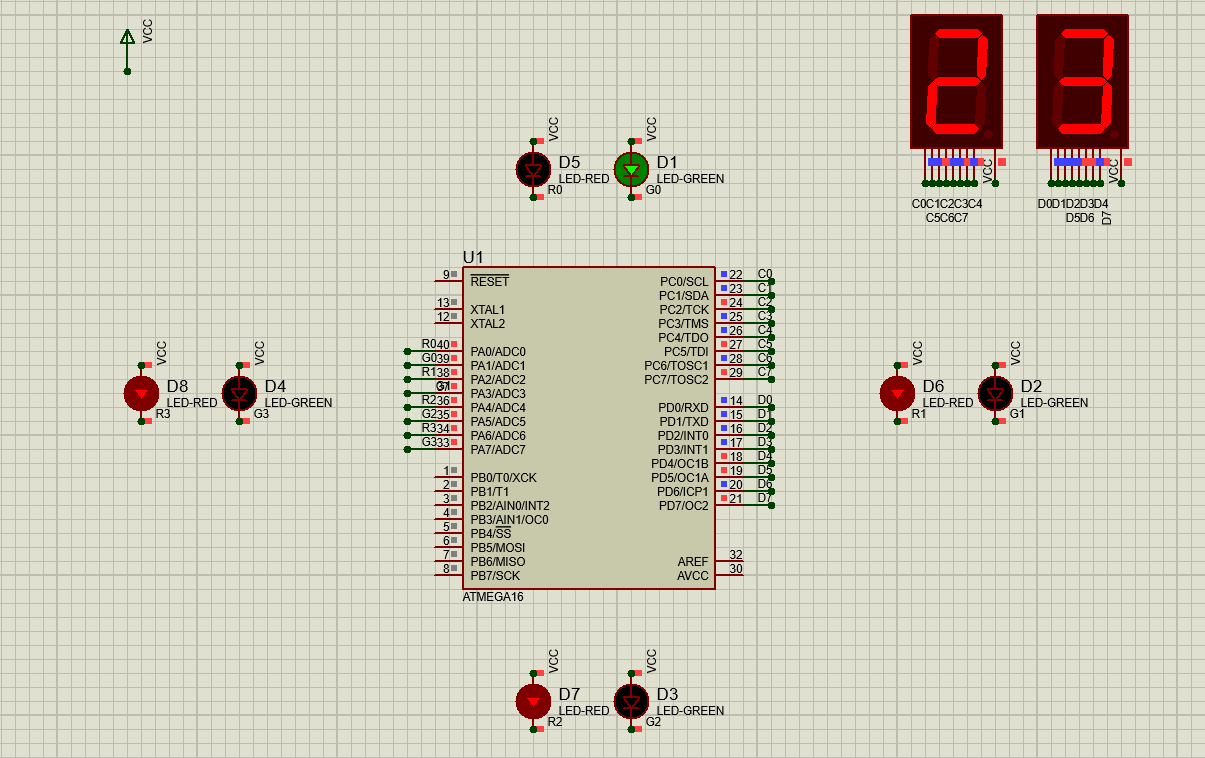 VCC
VCC
VCC
D5
LED-RED
R0
D1
LED-GREEN
G0
VCC
VCC
C0C1C2C3C4
C5C6C7
D0D1D2D3D4
D5D6
D7
U1
9
RESET
13
XTAL1
12
XTAL2
R0 40
PA0/ADC0
G0 39
PA1/ADC1
R1 38
PA2/ADC2
G1 37
PA3/ADC3
R2 36
PA4/ADC4
G2 35
PA5/ADC5
R3 34
PA6/ADC6
G3 33
PA7/ADC7
1
PB0/T0/XCK
2
PB1/T1
3
PB2/AIN0/INT2
4
PB3/AIN1/OC0
5
PB4/SS
6
PB5/MOSI
7
PB6/MISO
8
PB7/SCK
22 C0
PC0/SCL
23 C1
PC1/SDA
24 C2
PC2/TCK
25 C3
PC3/TMS
26 C4
PC4/TDO
27 C5
PC5/TDI
28 C6
PC6/TOSC1
29 C7
PC7/TOSC2
14 D0
PD0/RXD
15 D1
PD1/TXD
16 D2
PD2/INT0
17 D3
PD3/INT1
18 D4
PD4/OC1B
19 D5
PD5/OC1A
20 D6
PD6/ICP1
21 D7
PD7/OC2
32
AREF
30
AVCC
ATMEGA16
VCC
D8
LED-RED
R3
VCC
D4
LED-GREEN
G3
VCC
D6
LED-RED
R1
VCC
D2
LED-GREEN
G1
VCC
D7
LED-RED
R2
VCC
D3
LED-GREEN
G2
2 3